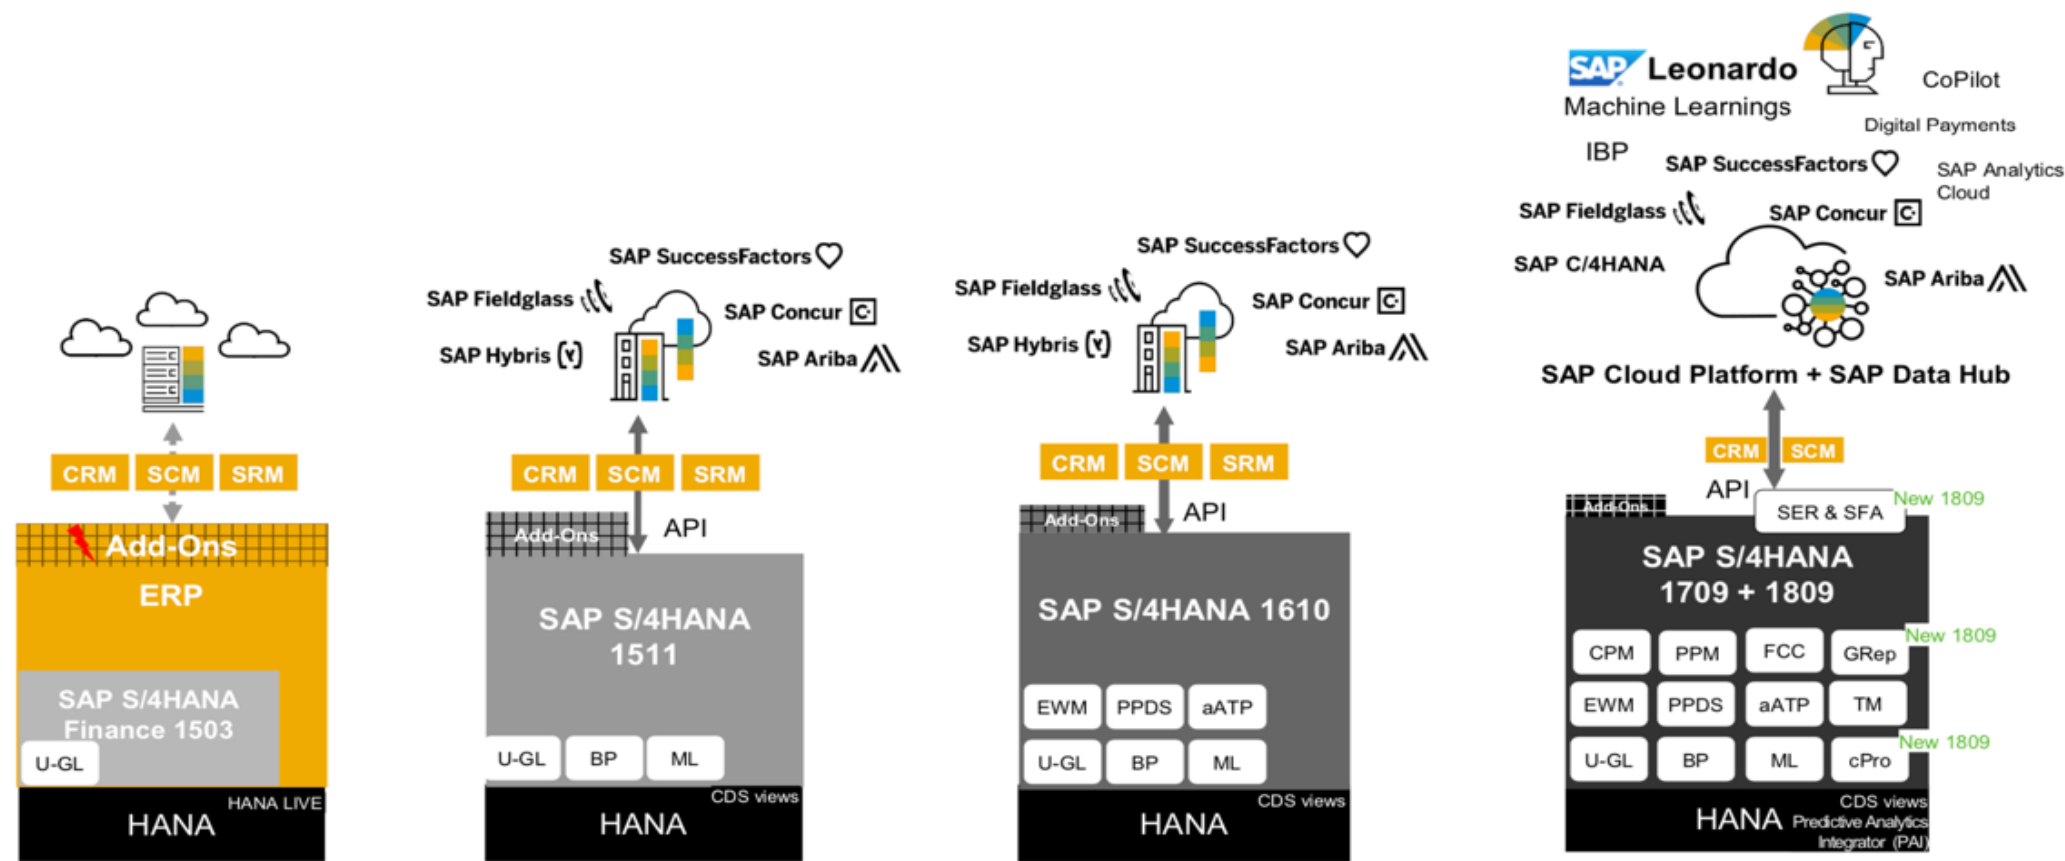 CRM
SCM
SRM
Add-Ons
ERP
SAP S/4HANA
Finance 1503
U-GL
HANA LIVE
HANA
SAP SuccessFactors
SAP Fieldglass
SAP Concur
SAP Hybris
SAP Ariba
CRM
SCM
SRM
API
Add-Ons
SAP S/4HANA
1511
U-GL
BP
ML
CDS views
HANA
SAP SuccessFactors
SAP Fieldglass
SAP Concur
SAP Hybris
SAP Ariba
CRM
SCM
SRM
API
Add-Ons
SAP S/4HANA 1610
EWM
PPDS
aATP
U-GL
BP
ML
CDS views
HANA
SAP Leonardo
Machine Learnings
CoPilot
Digital Payments
IBP
SAP SuccessFactors
SAP Analytics
Cloud
SAP Fieldglass
SAP Concur
SAP C/4HANA
SAP Ariba
SAP Cloud Platform + SAP Data Hub
CRM
SCM
API
Add-Ons
New 1809
SER & SFA
SAP S/4HANA
1709 + 1809
New 1809
CPM
PPM
FCC
GRep
EWM
PPDS
aATP
TM
New 1809
U-GL
BP
ML
cPro
CDS views
HANA
Predictive Analytics
Integrator (PAI)